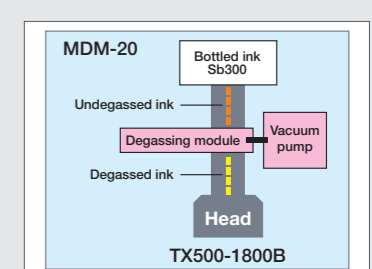 MDM-20
Bottled ink
Sb300
Undegassed ink
Degassing module
Vacuum
pump
Degassed ink
Head
TX500-1800B